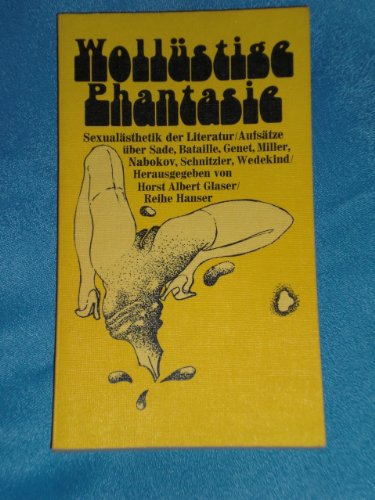 Wollüstige
Phantasie
Sexualästhetik der Literatur/Aufsätze
über Sade, Bataille, Genet, Miller,
Nabokov, Schnitzler, Wedekind/
Herausgegeben von
Horst Albert Glaser/
Reihe Hanser